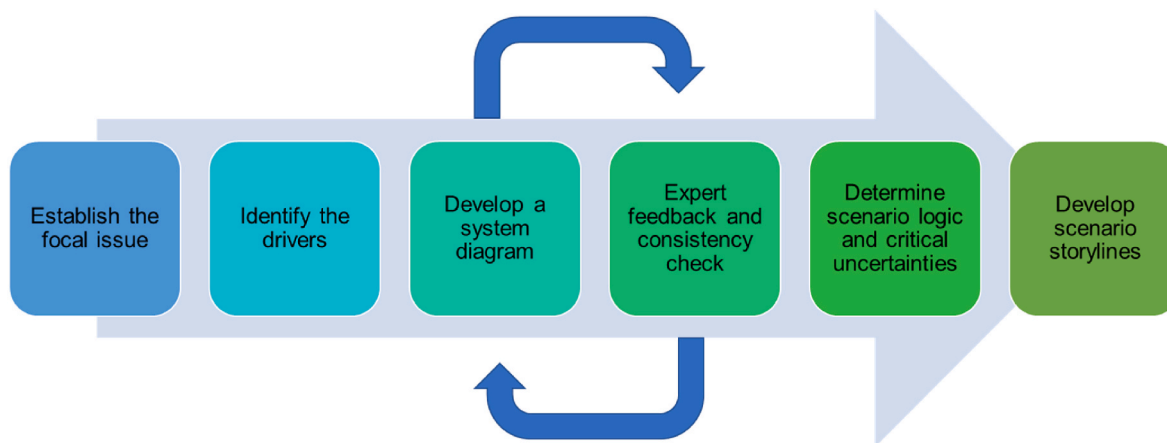 Establish the
focal issue
Identify the
drivers
Develop a
system
diagram
Expert
feedback and
consistency
check
Determine
scenario logic
and critical
uncertainties
Develop
scenario
storylines